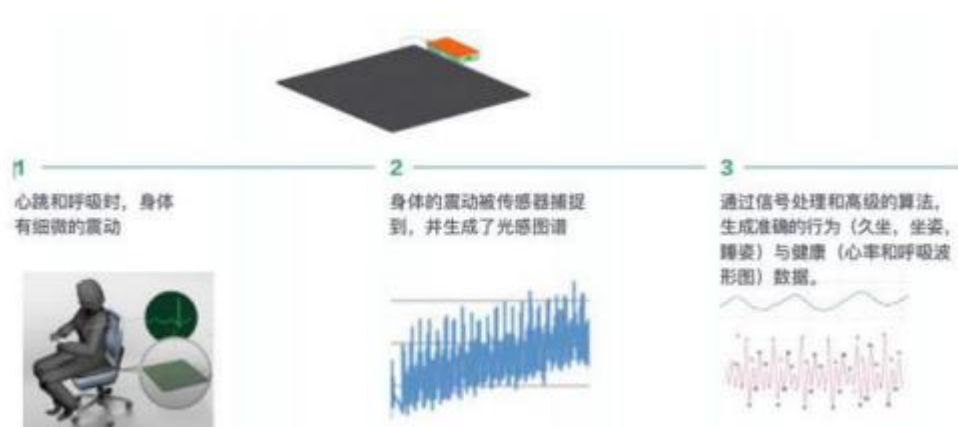 1
心跳和呼吸时，身体
有细微的震动
2
身体的震动被传感器捕捉
到，并生成了光感图谱
3
通过信号处理和高级的算法，
生成准确的行为（久坐，坐姿，
睡姿）与健康（心率和呼吸波
形图）数据。